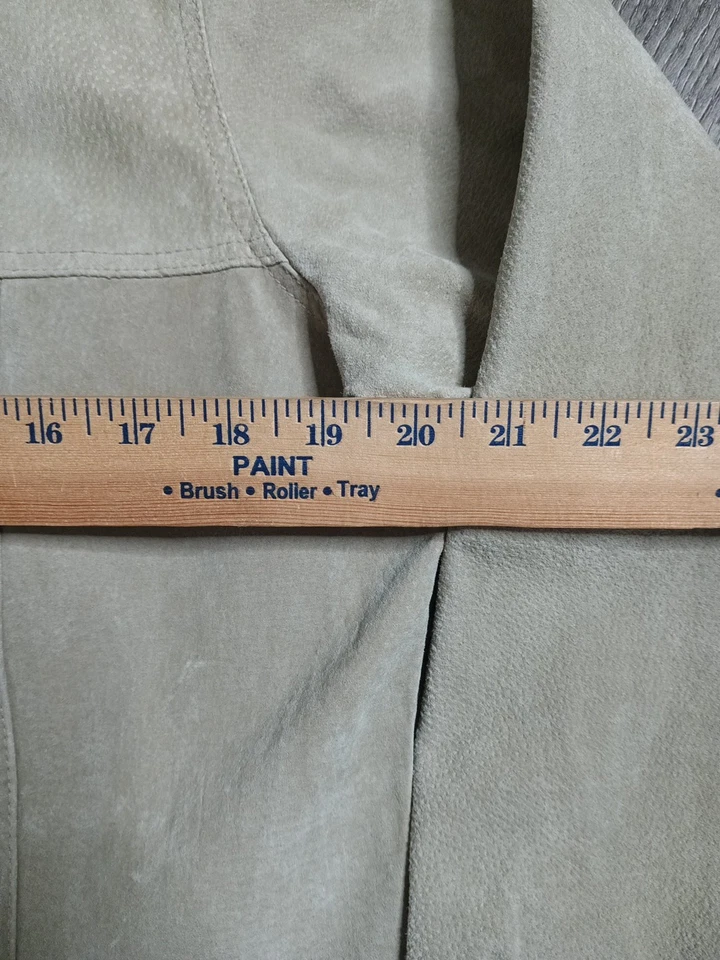 16 17 18 19 20 21 22 23
PAINT
• Brush • Roller • Tray